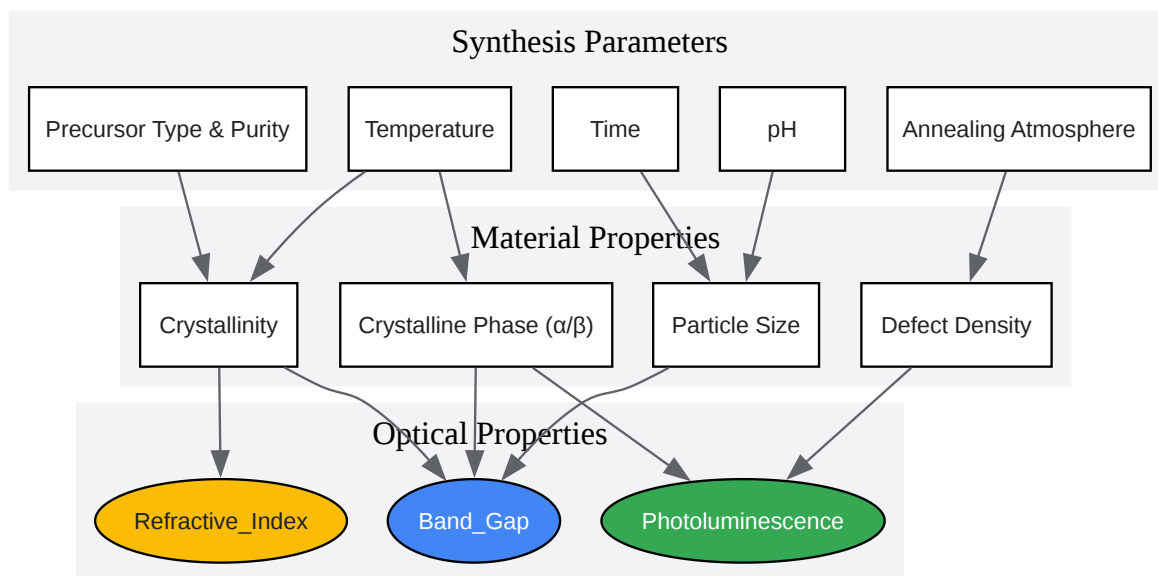 Synthesis Parameters
Precursor Type & Purity
Temperature
Time
pH
Annealing Atmosphere
Material Properties
Crystallinity
Crystalline Phase (α/β)
Particle Size
Defect Density
Optical Properties
Refractive_Index
Band_Gap
Photoluminescence